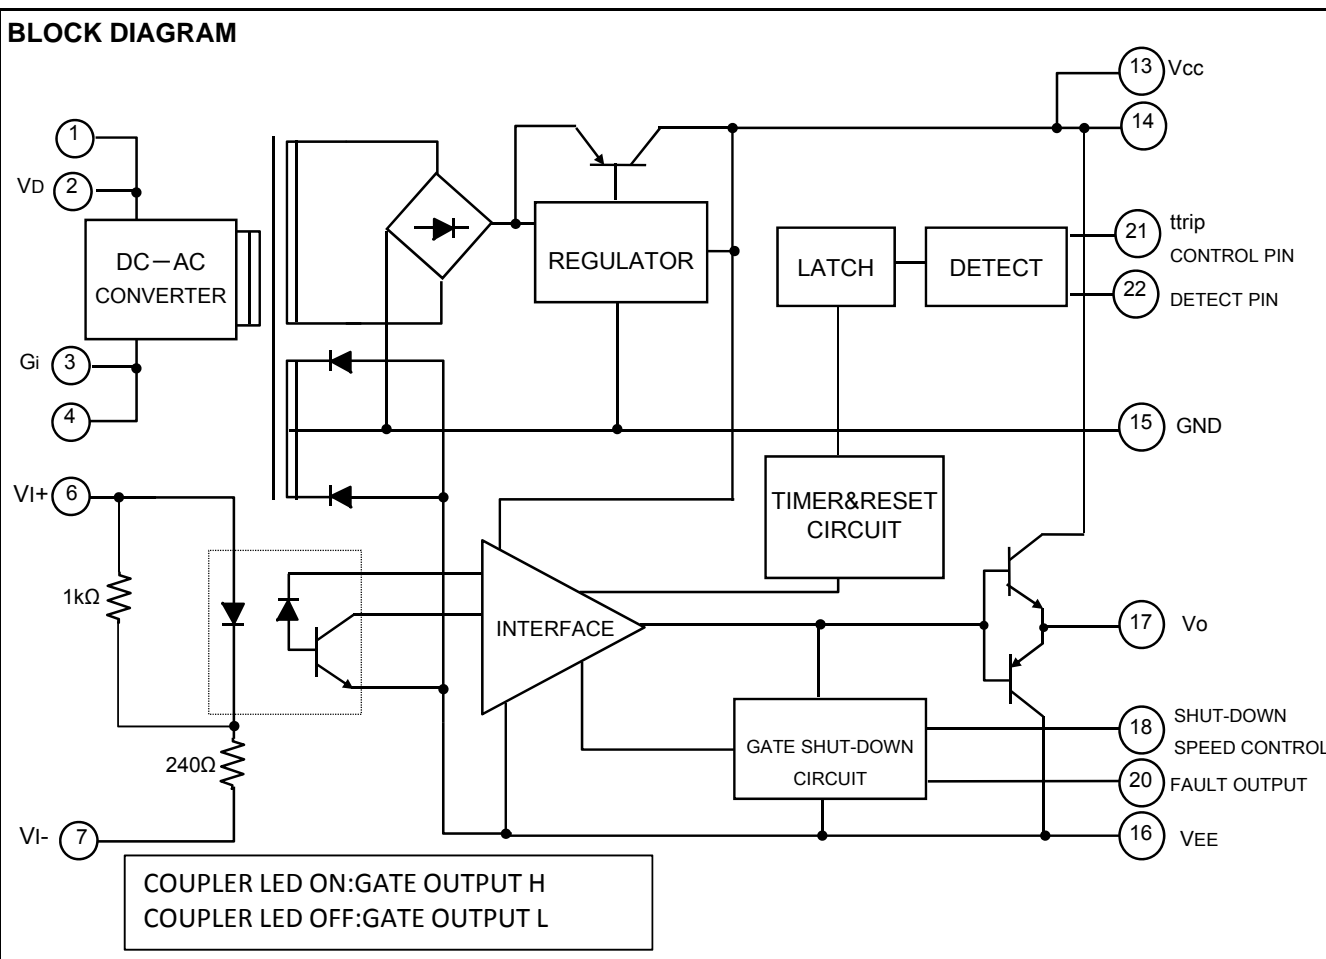 BLOCK DIAGRAM
13 Vcc
14
1
VD 2
DC－AC
CONVERTER
Gi 3
4
REGULATOR
LATCH
DETECT
21 ttrip
CONTROL PIN
22 DETECT PIN
15 GND
VI+ 6
TIMER&RESET
CIRCUIT
1kΩ
INTERFACE
17 Vo
240Ω
GATE SHUT-DOWN
CIRCUIT
18 SHUT-DOWN
SPEED CONTROL
20 FAULT OUTPUT
16 VEE
VI- 7
COUPLER LED ON:GATE OUTPUT H
COUPLER LED OFF:GATE OUTPUT L